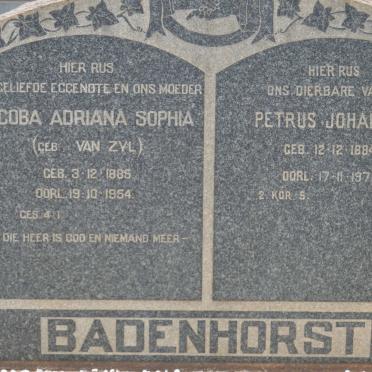 HIER RUS
GELIEFDE EGGENOTE EN ONS MOEDER
COBA ADRIANA SOPHIA
(GEB. VAN ZYL)
GEB. 3-12-1885
OORL. 19-10-1954
GES. 4:1
DIE HEER IS GOD EN NIEMAND MEER –
HIER RUS
ONS DIERBARE VA
PETRUS JOHA
GEB. 12-12-1884
OORL. 17-11-197
2 KOR. 5.
BADENHORST